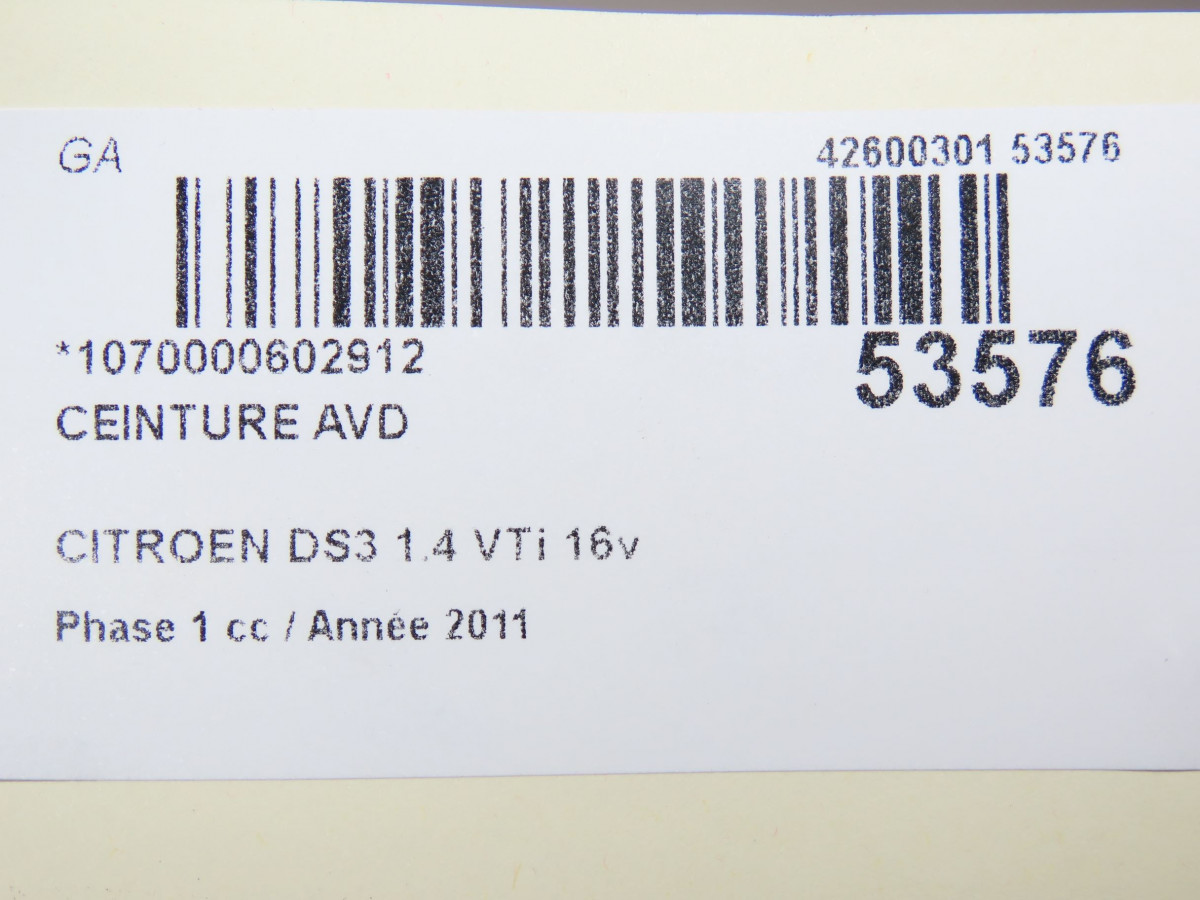 GA
42600301 53576
*1070000602912
53576
CEINTURE AVD
CITROEN DS3 1.4 VTi 16v
Phase 1 cc / Année 2011